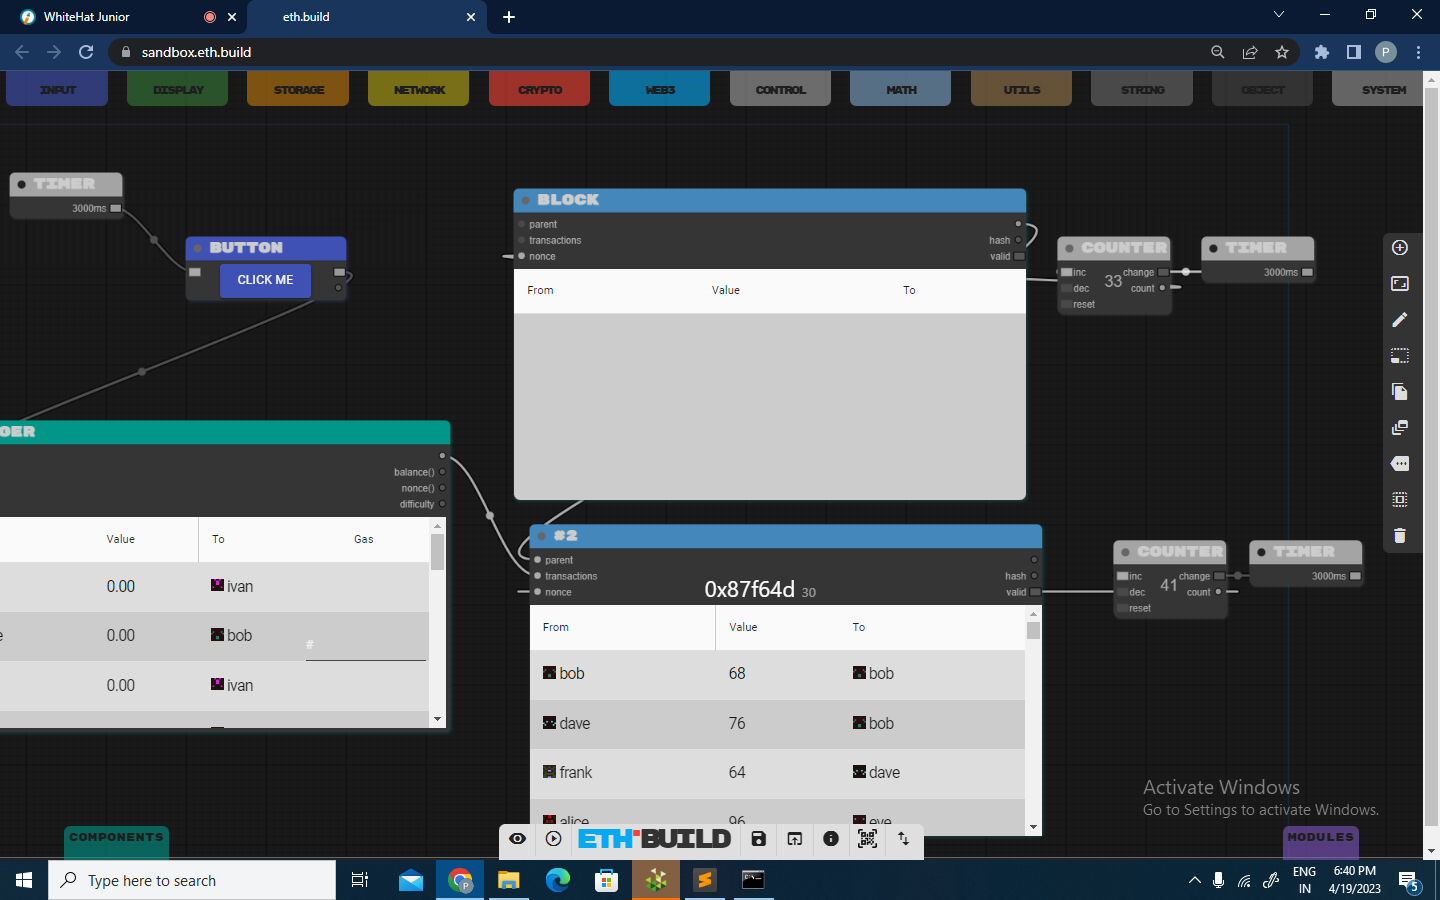 WhiteHat Junior
eth.build
sandbox.eth.build
P
INPUT DISPLAY STORAGE NETWORK CRYPTO WEB3 CONTROL MATH UTILS STRING OBJECT SYSTEM
TIMER
3000ms
BUTTON
CLICK ME
BLOCK
parent
transactions
hash
nonce
valid
From Value To
COUNTER
inc change
33
dec count
reset
TIMER
3000ms
GER
balance()
nonce()
difficulty
Value To Gas
0.00 ivan
e 0.00 bob
#
0.00 ivan
#2
parent
transactions hash
nonce valid
0x87f64d 30
From Value To
bob 68 bob
dave 76 bob
frank 64 dave
alice 96 eve
COUNTER
inc change
41
dec count
reset
TIMER
3000ms
Activate Windows
Go to Settings to activate Windows.
COMPONENTS
ETH BUILD
MODULES
Type here to search
P
ENG
IN
6:40 PM
4/19/2023
5